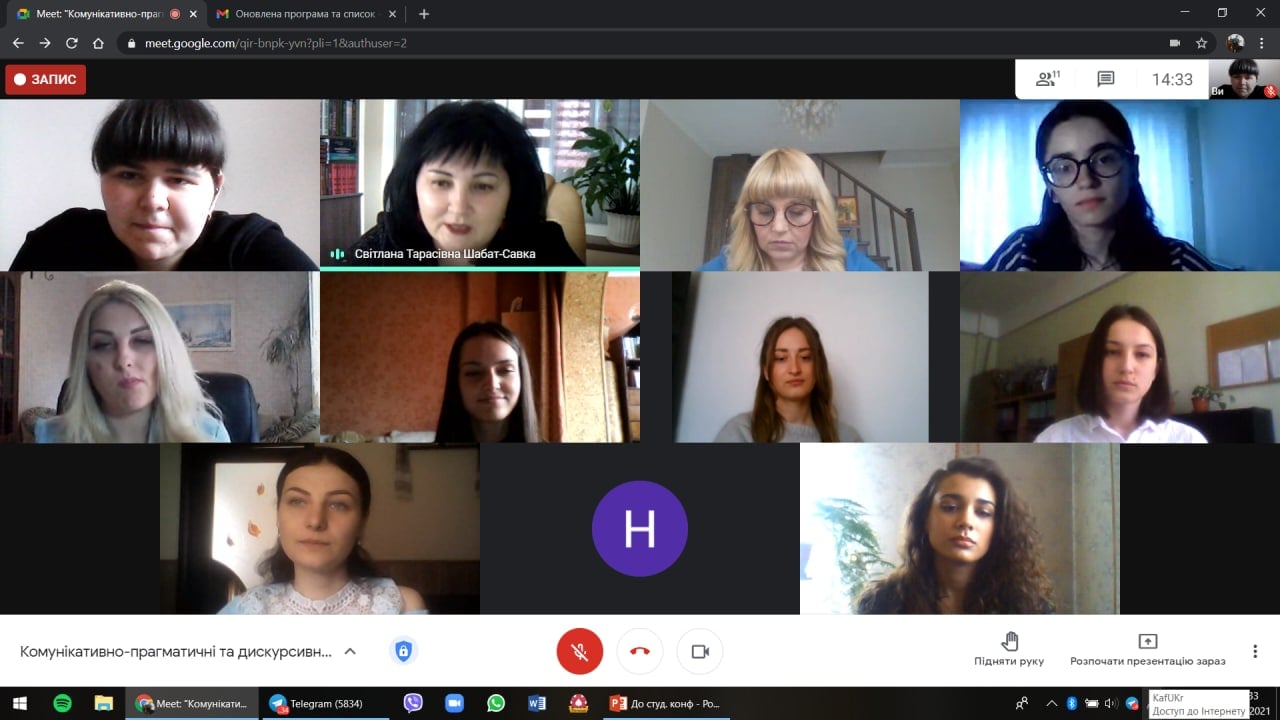 Meet: "Комунікативно-праг
Оновлена програма та список -
meet.google.com/qir-bnpk-yvn?pli=1&authuser=2
ЗАПИС
11
14:33
Ви
Світлана Тарасівна Шабат-Савка
Н
Комунікативно-прагматичні та дискурсивн...
Підняти руку
Розпочати презентацію зараз
Meet: "Комунікати...
Telegram (5834)
До студ. конф - Po...
KafUKr
Доступ до Інтернету
33
2021